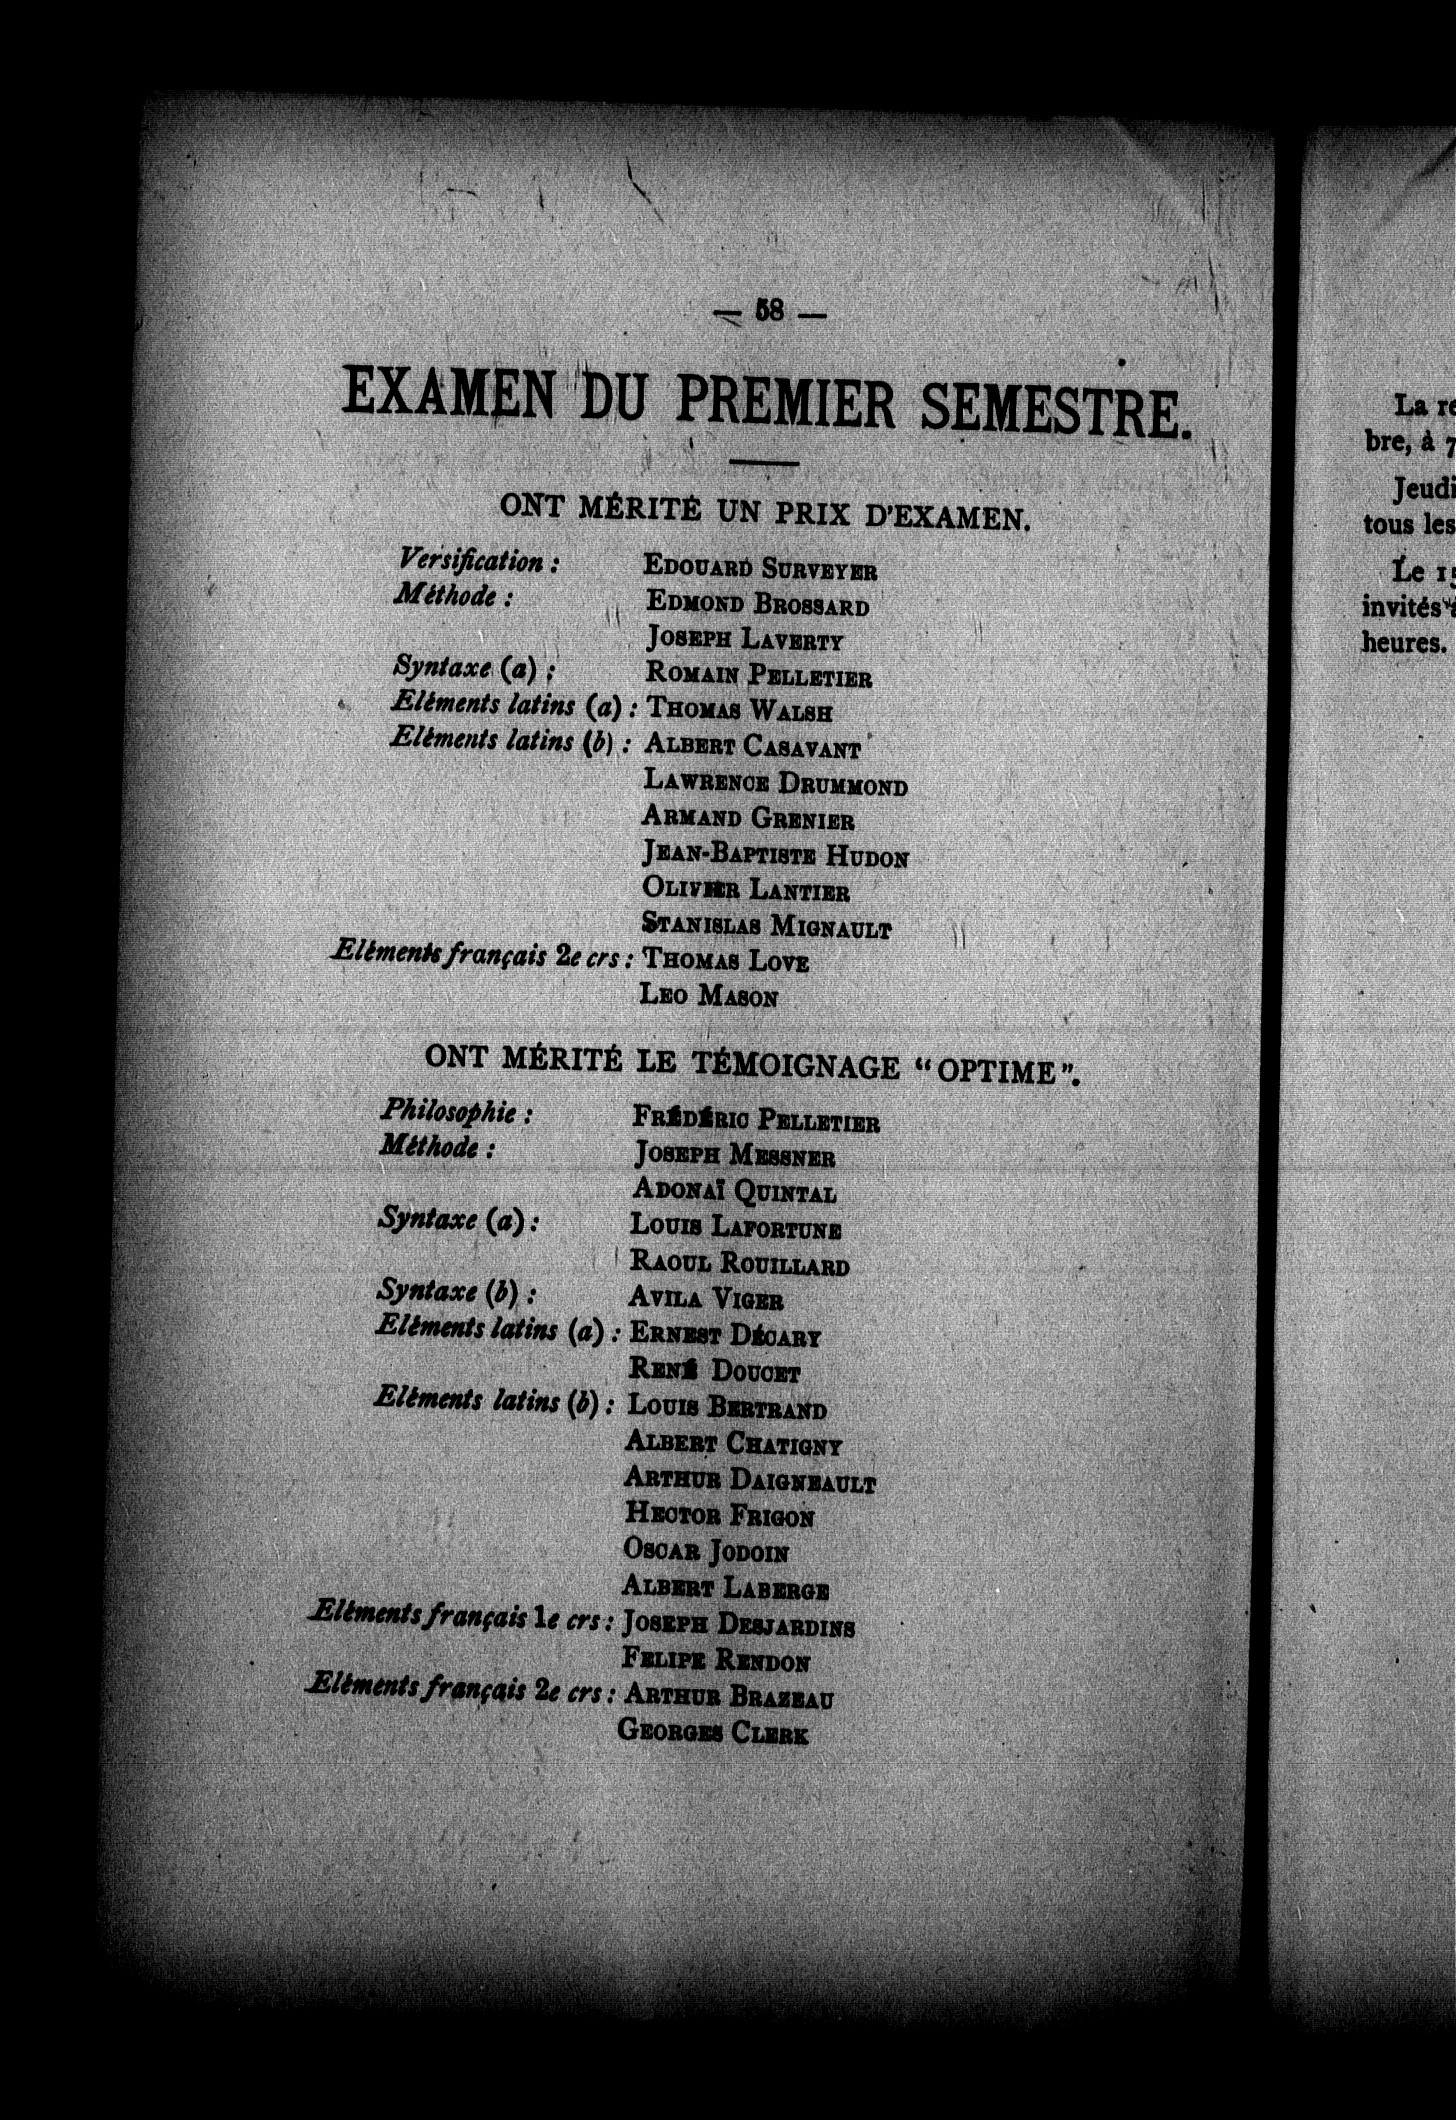 — 58 —
EXAMEN DU PREMIER SEMESTRE.
ONT MÉRITÉ UN PRIX D'EXAMEN.
Versification : EDOUARD SURVEYER
Méthode : EDMOND BROSSARD
JOSEPH LAVERTY
Syntaxe (a) : ROMAIN PELLETIER
Eléments latins (a) : THOMAS WALSH
Eléments latins (b) : ALBERT CASAVANT
LAWRENCE DRUMMOND
ARMAND GRENIER
JEAN-BAPTISTE HUDON
OLIVIER LANTIER
STANISLAS MIGNAULT
Eléments français 2e crs : THOMAS LOVE
LEO MASON
ONT MÉRITÉ LE TÉMOIGNAGE “OPTIME”.
Philosophie : FRÉDÉRIC PELLETIER
Méthode : JOSEPH MESSNER
ADONAÏ QUINTAL
Syntaxe (a) : LOUIS LAFORTUNE
RAOUL ROUILLARD
Syntaxe (b) : AVILA VIGER
Eléments latins (a) : ERNEST DÉCARY
RENÉ DOUCET
Eléments latins (b) : LOUIS BERTRAND
ALBERT CHATIGNY
ARTHUR DAIGNEAULT
HECTOR FRIGON
OSCAR JODOIN
ALBERT LABERGE
Eléments français 1e crs : JOSEPH DESJARDINS
FELIPE RENDON
Eléments français 2e crs : ARTHUR BRAZEAU
GEORGES CLERK
La re
bre, à 7
Jeudi
tous les
Le 15
invités
heures.